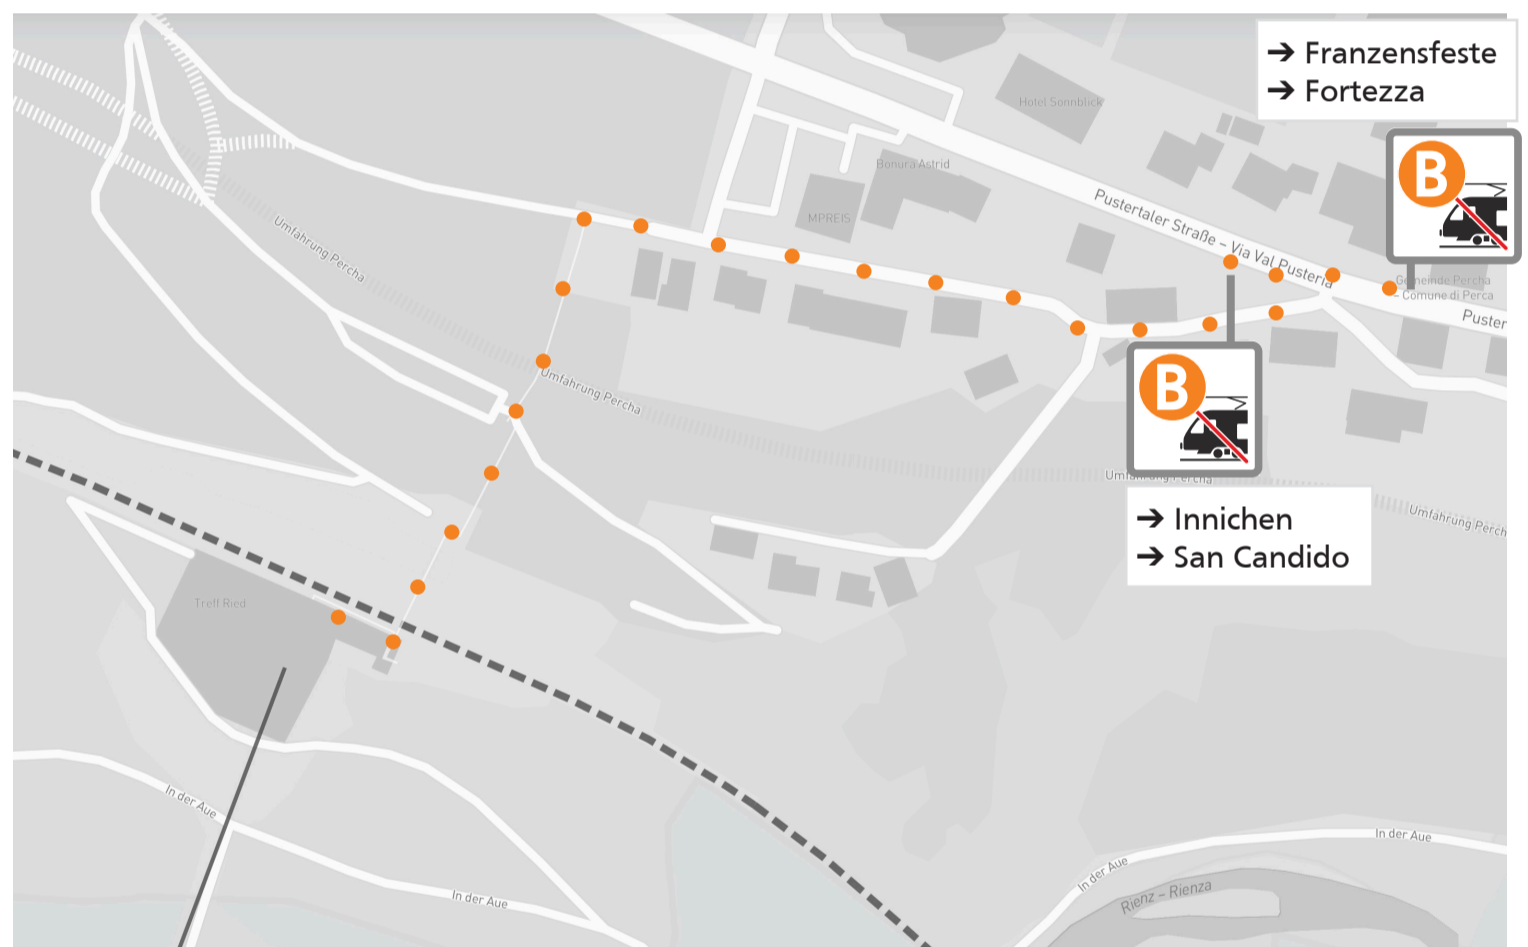 ➔ Franzensfeste
➔ Fortezza
Hotel Sonnblick
B
Bonura Astrid
MPREIS
Pustertaler Straße – Via Val Pusteria
Umfahrung Percha
Gemeinde Percha
– Comune di Perca
Puster
Umfahrung Percha
B
Umfahrung Percha
➔ Innichen
➔ San Candido
Umfahrung Perch
Treff Ried
In der Aue
In der Aue
In der Aue
In der Aue
Rienz – Rienza